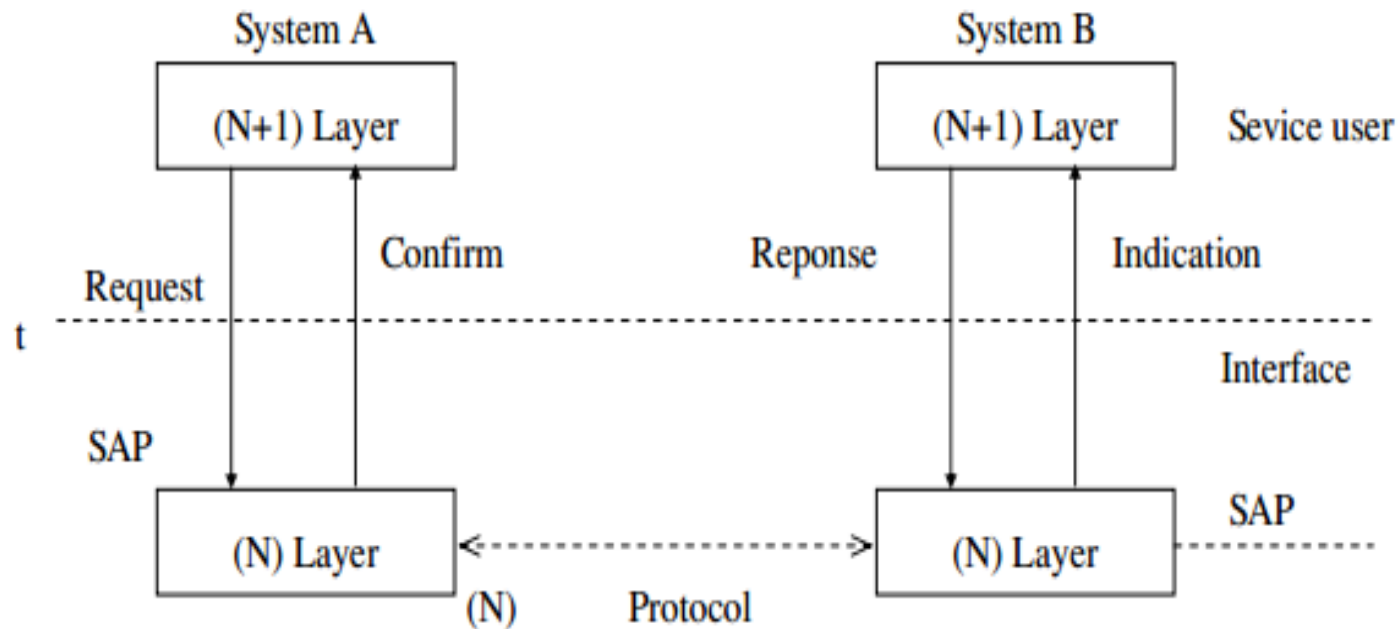 System A
System B
(N+1) Layer
(N+1) Layer
Sevice user
Confirm
Reponse
Indication
Request
t
Interface
SAP
SAP
(N) Layer
(N) Layer
(N)
Protocol